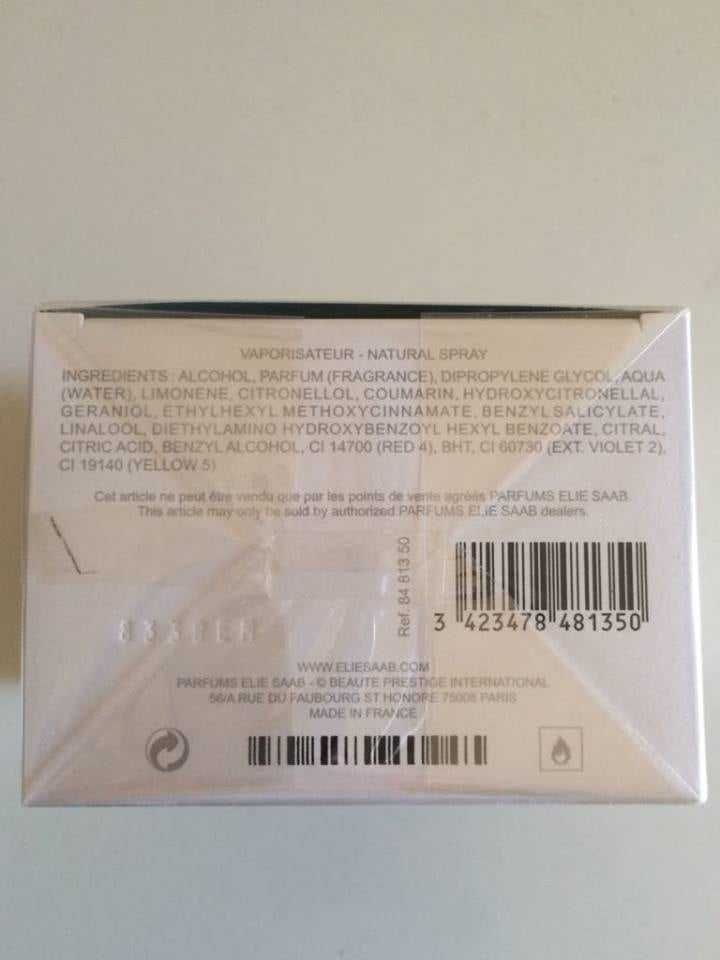 VAPORISATEUR - NATURAL SPRAY
INGREDIENTS : ALCOHOL, PARFUM (FRAGRANCE), DIPROPYLENE GLYCOL, AQUA
(WATER), LIMONENE, CITRONELLOL, COUMARIN, HYDROXYCITRONELLAL,
GERANIOL, ETHYLHEXYL METHOXYCINNAMATE, BENZYL SALICYLATE,
LINALOOL, DIETHYLAMINO HYDROXYBENZOYL HEXYL BENZOATE, CITRAL,
CITRIC ACID, BENZYL ALCOHOL, CI 14700 (RED 4), BHT, CI 60730 (EXT. VIOLET 2),
CI 19140 (YELLOW 5)
Cet article ne peut être vendu que par les points de vente agréés PARFUMS ELIE SAAB.
This article may only be sold by authorized PARFUMS ELIE SAAB dealers.
Ref. 84 813 50
3 423478 481350
WWW.ELIESAAB.COM
PARFUMS ELIE SAAB - © BEAUTE PRESTIGE INTERNATIONAL
56/A RUE DU FAUBOURG ST HONORE 75008 PARIS
MADE IN FRANCE